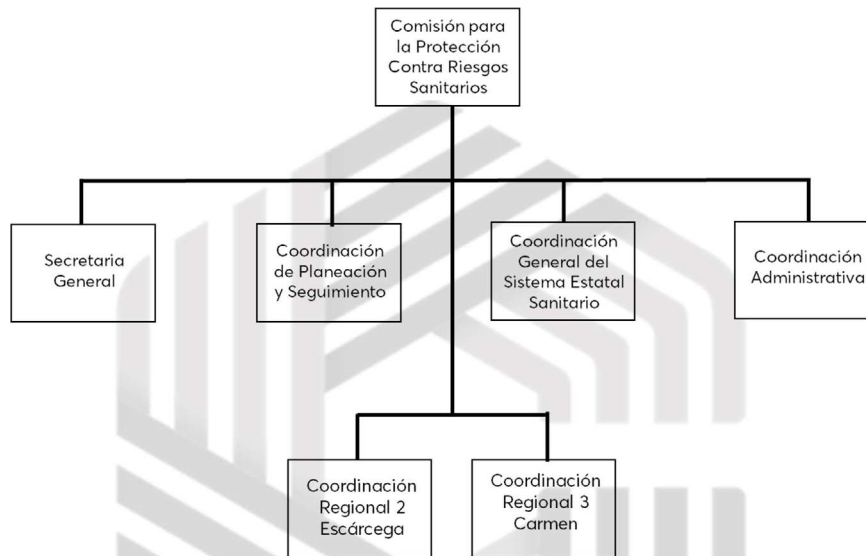 Comisión para
la Protección
Contra Riesgos
Sanitarios
Secretaria
General
Coordinación
de Planeación
y Seguimiento
Coordinación
General del
Sistema Estatal
Sanitario
Coordinación
Administrativa
Coordinación
Regional 2
Escárcega
Coordinación
Regional 3
Carmen